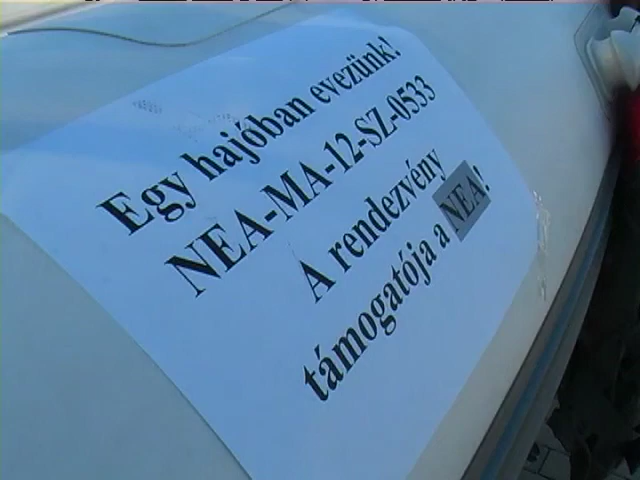 Egy hajóban evezünk!
NEA-MA-12-SZ-0533
A rendezvény
támogatója a NEA!